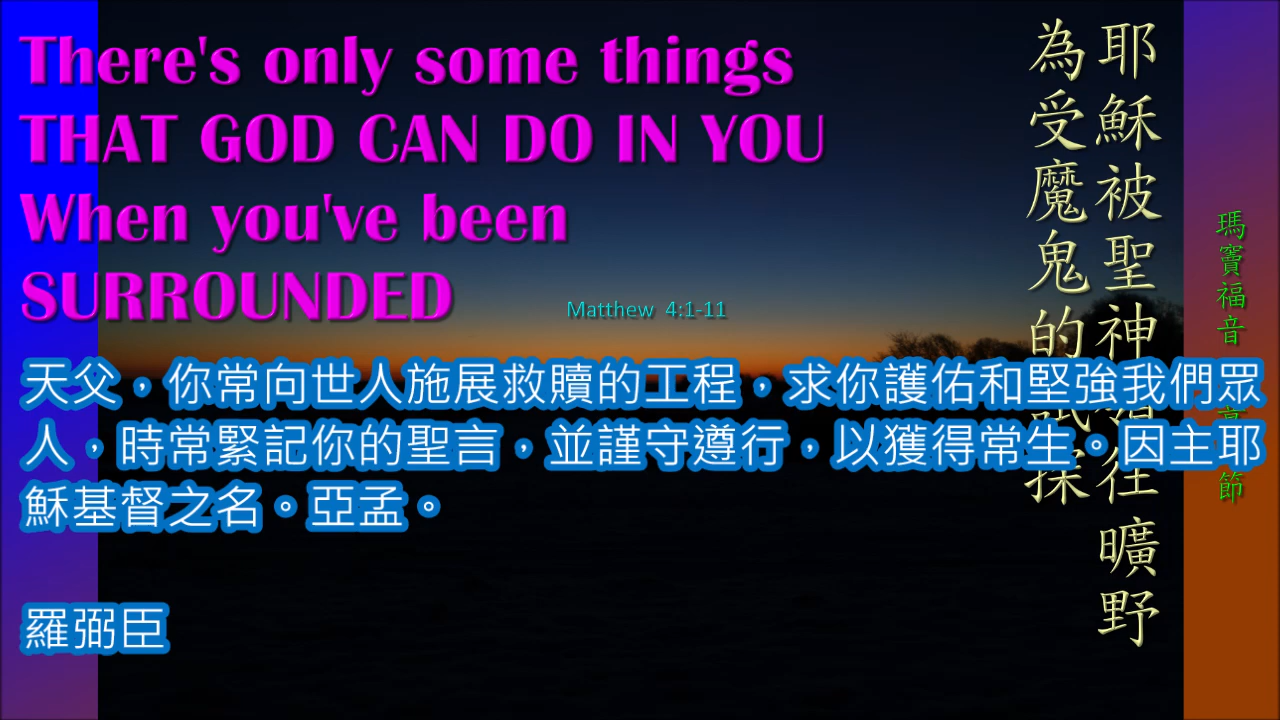 There's only some things
THAT GOD CAN DO IN YOU
When you've been
SURROUNDED
Matthew 4:1-11
耶穌被聖神領往曠野
為受魔鬼的試探
瑪竇福音
節
天父，你常向世人施展救贖的工程，求你護佑和堅強我們眾
人，時常緊記你的聖言，並謹守遵行，以獲得常生。因主耶
穌基督之名。亞孟。
羅弼臣